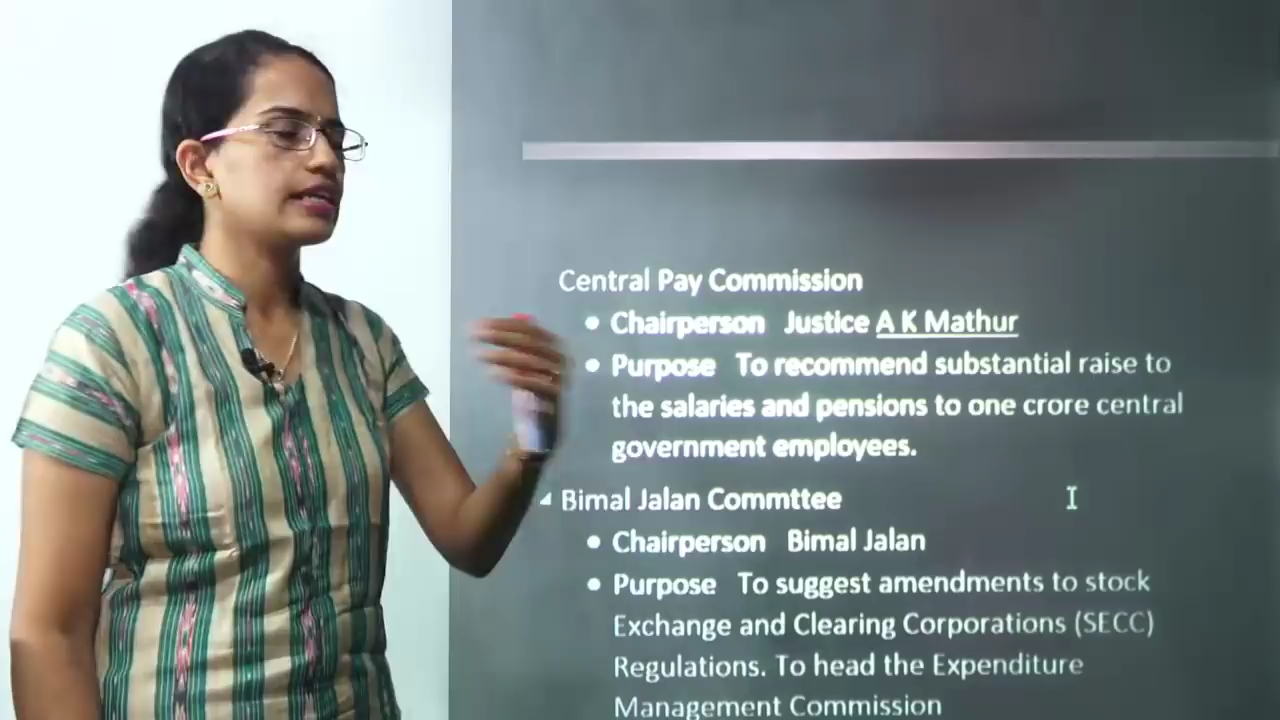 Central Pay Commission
• Chairperson Justice A K Mathur
• Purpose To recommend substantial raise to
the salaries and pensions to one crore central
government employees.
Bimal Jalan Commttee
• Chairperson Bimal Jalan
• Purpose To suggest amendments to stock
Exchange and Clearing Corporations (SECC)
Regulations. To head the Expenditure
Management Commission